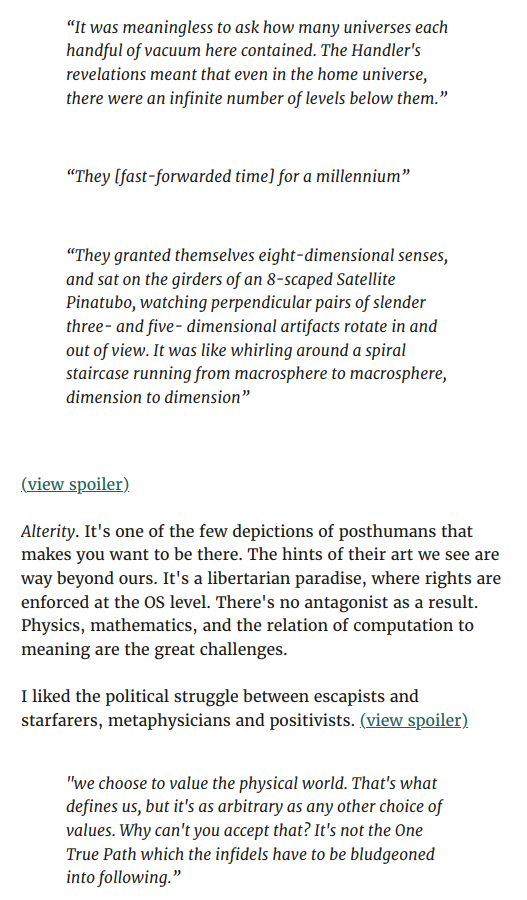 “It was meaningless to ask how many universes each
handful of vacuum here contained. The Handler's
revelations meant that even in the home universe,
there were an infinite number of levels below them.”
“They [fast-forwarded time] for a millennium”
“They granted themselves eight-dimensional senses,
and sat on the girders of an 8-scaped Satellite
Pinatubo, watching perpendicular pairs of slender
three- and five- dimensional artifacts rotate in and
out of view. It was like whirling around a spiral
staircase running from macrosphere to macrosphere,
dimension to dimension”
(view spoiler)
Alterity. It's one of the few depictions of posthumans that
makes you want to be there. The hints of their art we see are
way beyond ours. It's a libertarian paradise, where rights are
enforced at the OS level. There's no antagonist as a result.
Physics, mathematics, and the relation of computation to
meaning are the great challenges.
I liked the political struggle between escapists and
starfarers, metaphysicians and positivists. (view spoiler)
"we choose to value the physical world. That's what
defines us, but it's as arbitrary as any other choice of
values. Why can't you accept that? It's not the One
True Path which the infidels have to be bludgeoned
into following.”